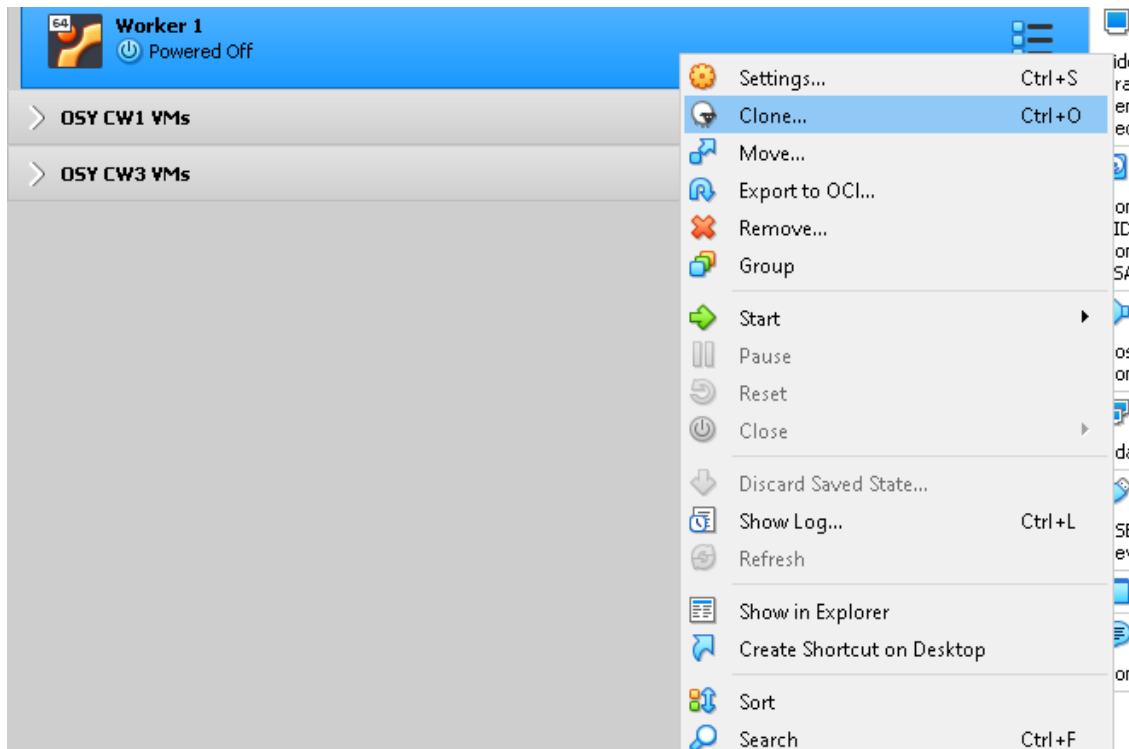 64
Worker 1
Powered Off
OSY CW1 VMs
OSY CW3 VMs
Settings... Ctrl+S
Clone... Ctrl+O
Move...
Export to OCI...
Remove...
Group
Start
Pause
Reset
Close
Discard Saved State...
Show Log... Ctrl+L
Refresh
Show in Explorer
Create Shortcut on Desktop
Sort
Search Ctrl+F